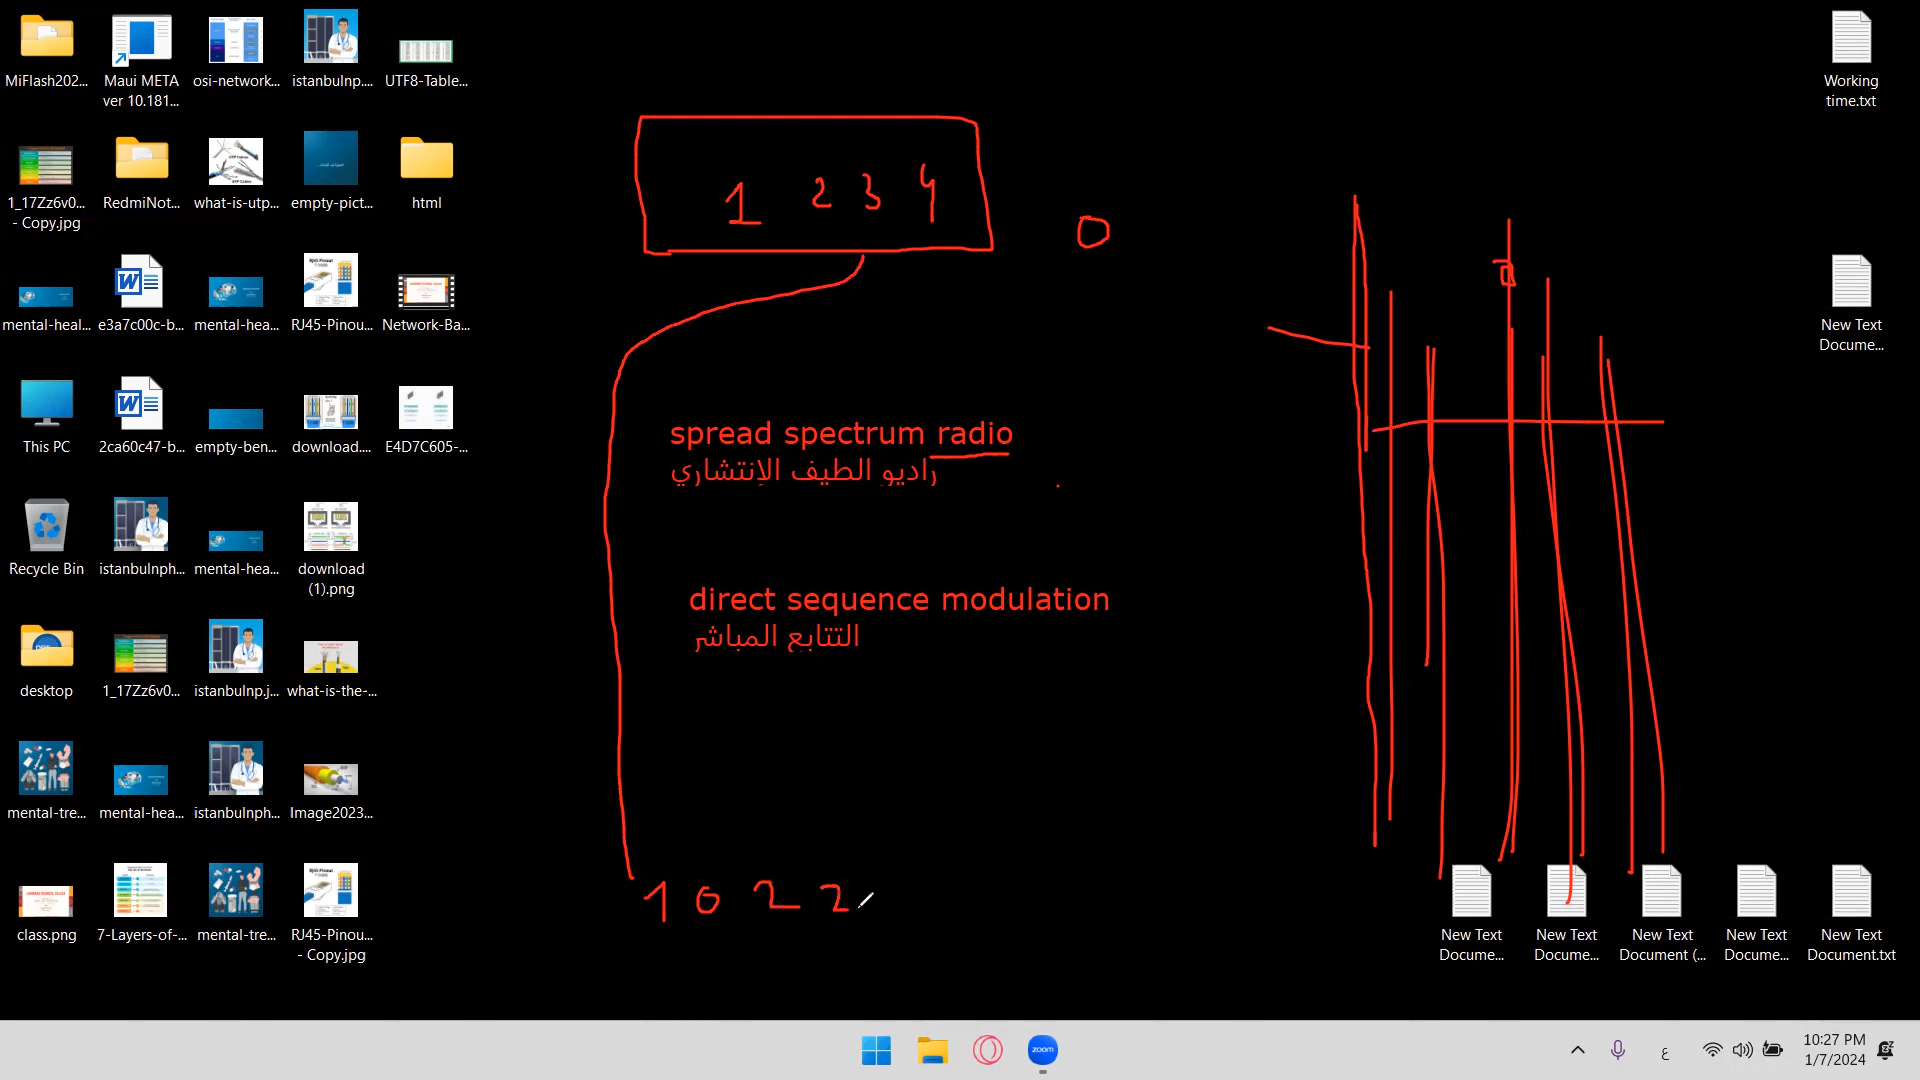 MiFlash202...
Maui META
ver 10.181...
osi-network...
istanbulnp....
UTF8-Table...
Working
time.txt
1_17Zz6v0...
- Copy.jpg
RedmiNot...
what-is-utp...
empty-pict...
html
1 2 3 4
0
mental-heal...
e3a7c00c-b...
mental-hea...
RJ45-Pinou...
Network-Ba...
New Text
Docume...
This PC
2ca60c47-b...
empty-ben...
download....
E4D7C605-...
spread spectrum radio
راديو الطيف الإنتشاري
Recycle Bin
istanbulnph...
mental-hea...
download
(1).png
direct sequence modulation
التتابع المباشر
desktop
1_17Zz6v0...
istanbulnp.j...
what-is-the-...
mental-tre...
mental-hea...
istanbulnph...
Image2023...
1 0 2 2
class.png
7-Layers-of-...
mental-tre...
RJ45-Pinou...
- Copy.jpg
New Text
Docume...
New Text
Docume...
New Text
Document (...
New Text
Docume...
New Text
Document.txt
zoom
ع
10:27 PM
1/7/2024